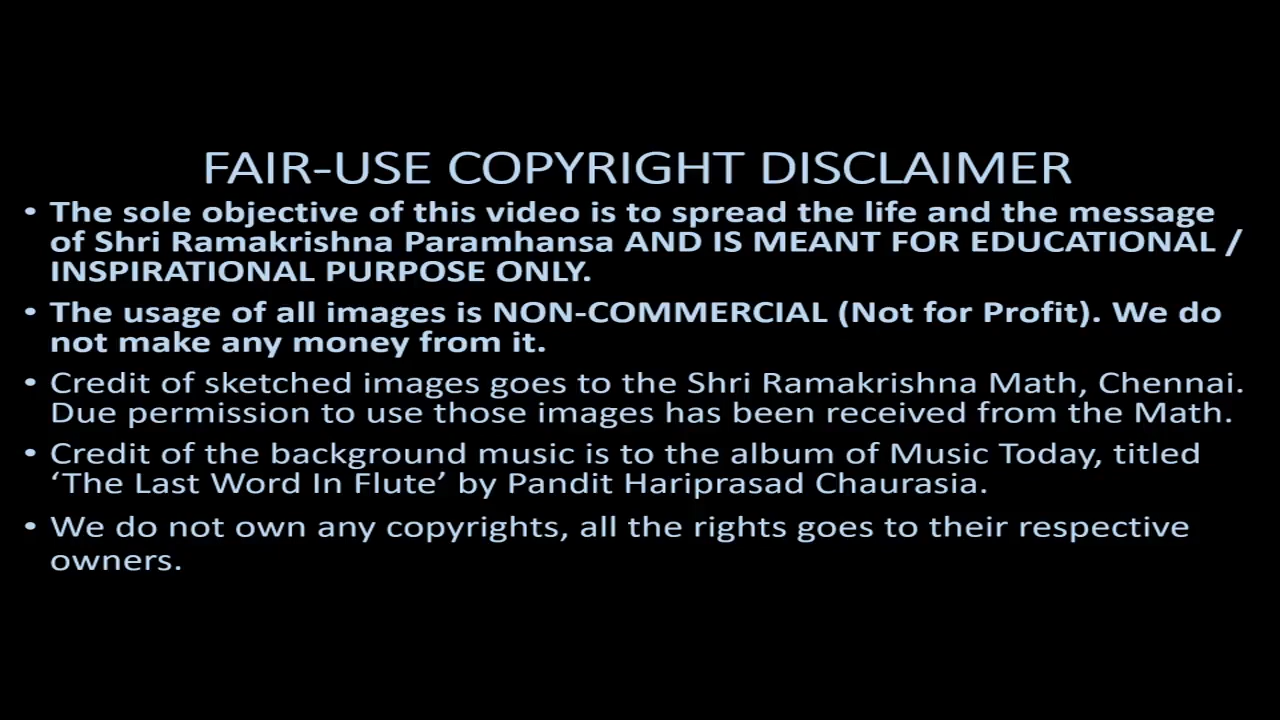 FAIR-USE COPYRIGHT DISCLAIMER
• The sole objective of this video is to spread the life and the message
of Shri Ramakrishna Paramhansa AND IS MEANT FOR EDUCATIONAL /
INSPIRATIONAL PURPOSE ONLY.
• The usage of all images is NON-COMMERCIAL (Not for Profit). We do
not make any money from it.
• Credit of sketched images goes to the Shri Ramakrishna Math, Chennai.
Due permission to use those images has been received from the Math.
• Credit of the background music is to the album of Music Today, titled
‘The Last Word In Flute’ by Pandit Hariprasad Chaurasia.
• We do not own any copyrights, all the rights goes to their respective
owners.